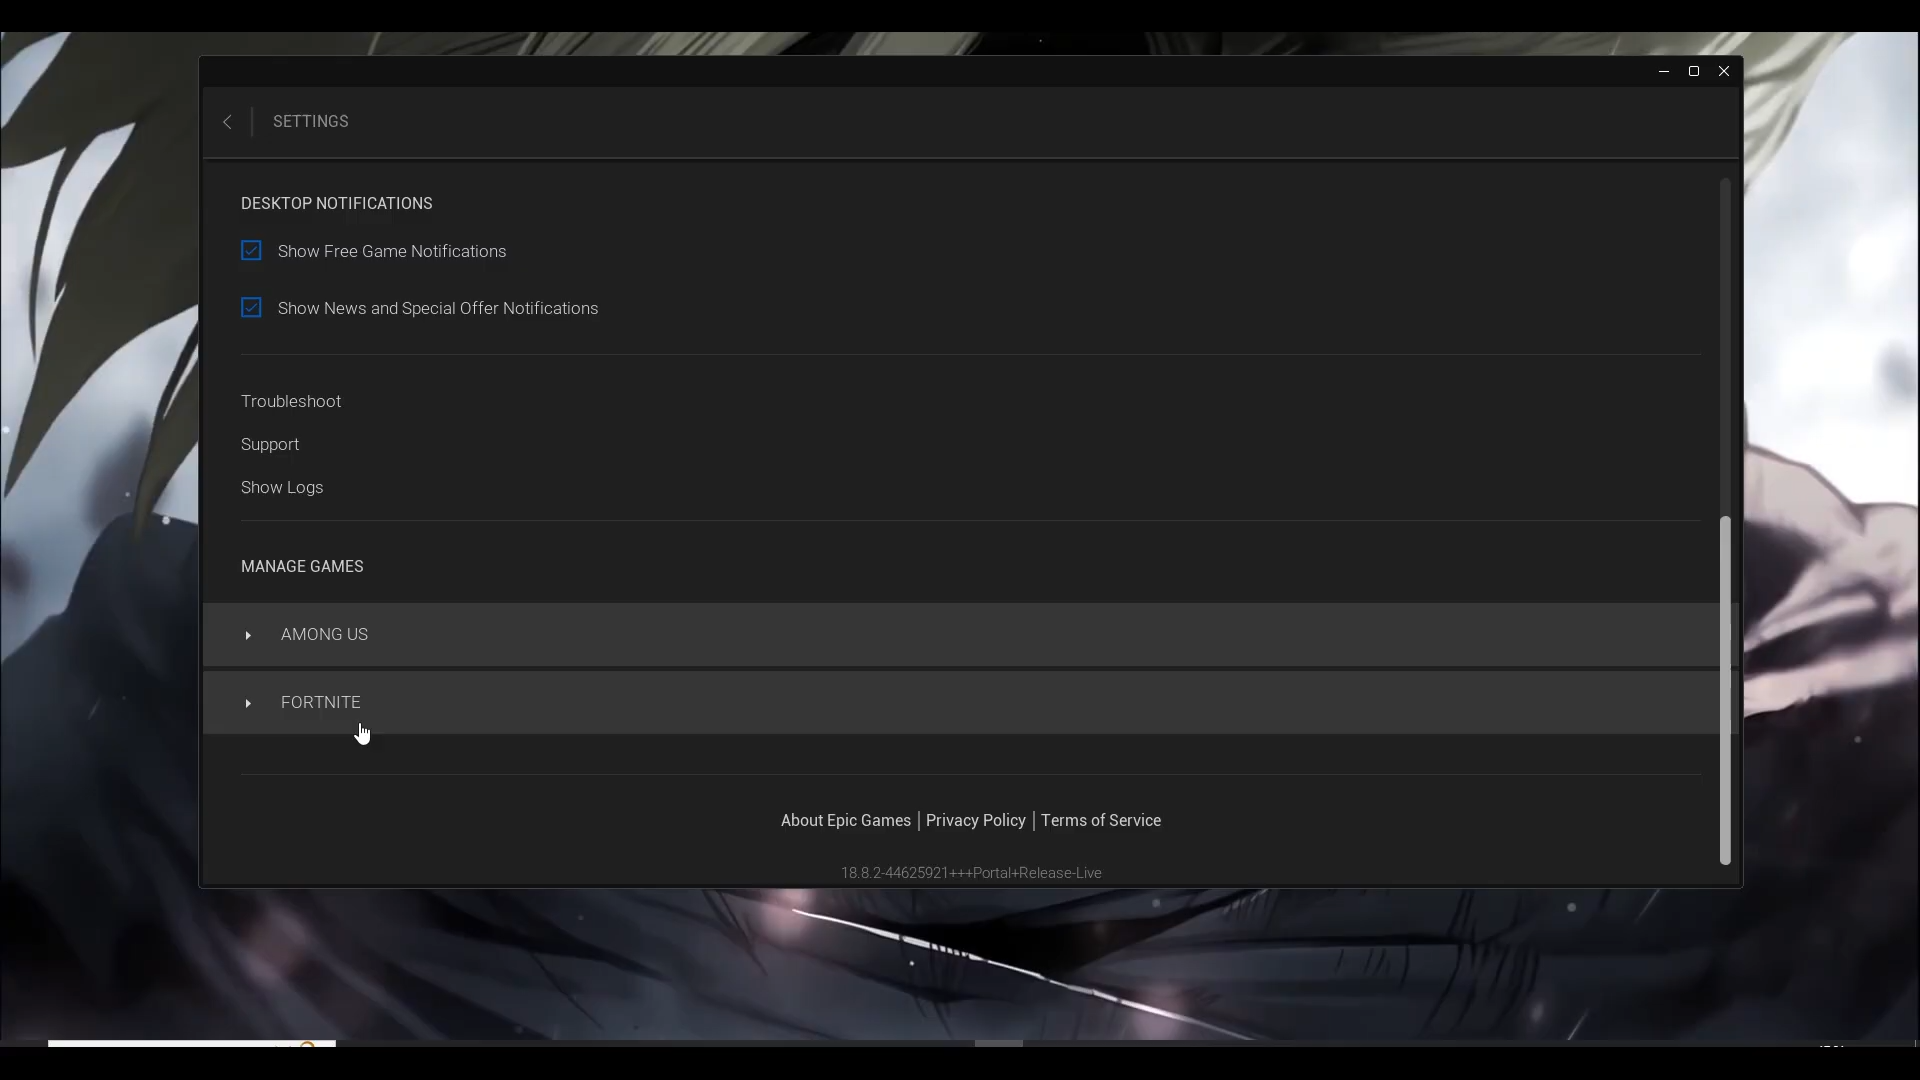 SETTINGS
DESKTOP NOTIFICATIONS
Show Free Game Notifications
Show News and Special Offer Notifications
Troubleshoot
Support
Show Logs
MANAGE GAMES
AMONG US
FORTNITE
About Epic Games | Privacy Policy | Terms of Service
18.8.2-44625921+++Portal+Release-Live